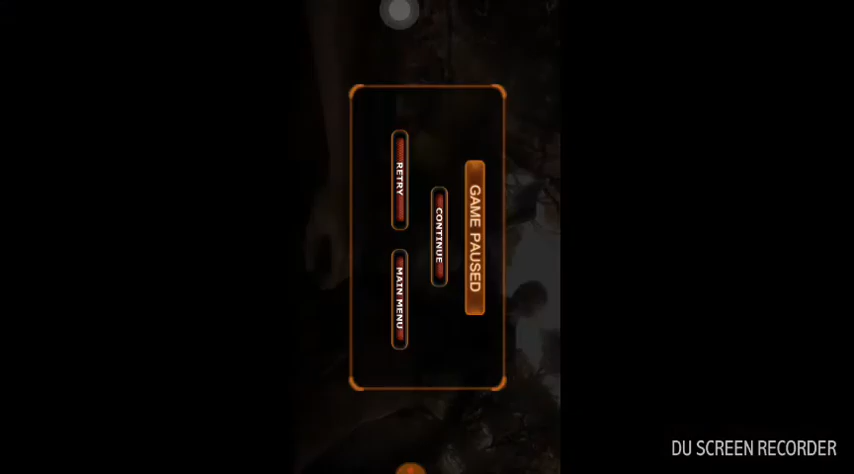 GAME PAUSED
CONTINUE
RETRY
MAIN MENU
DU SCREEN RECORDER